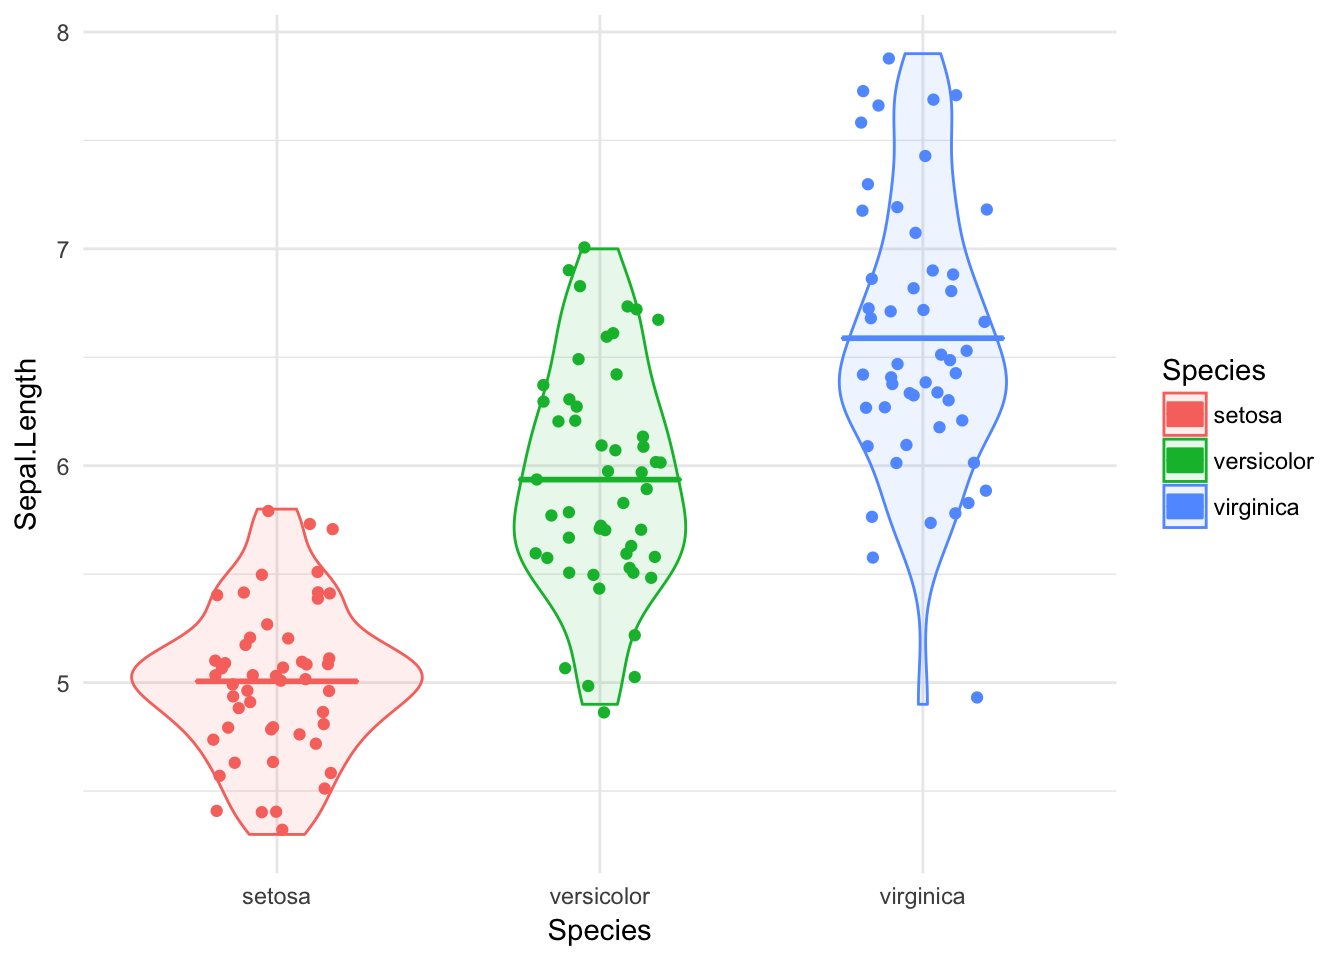 8
7
6
5
Sepal.Length
setosa
versicolor
virginica
Species
Species
setosa
versicolor
virginica